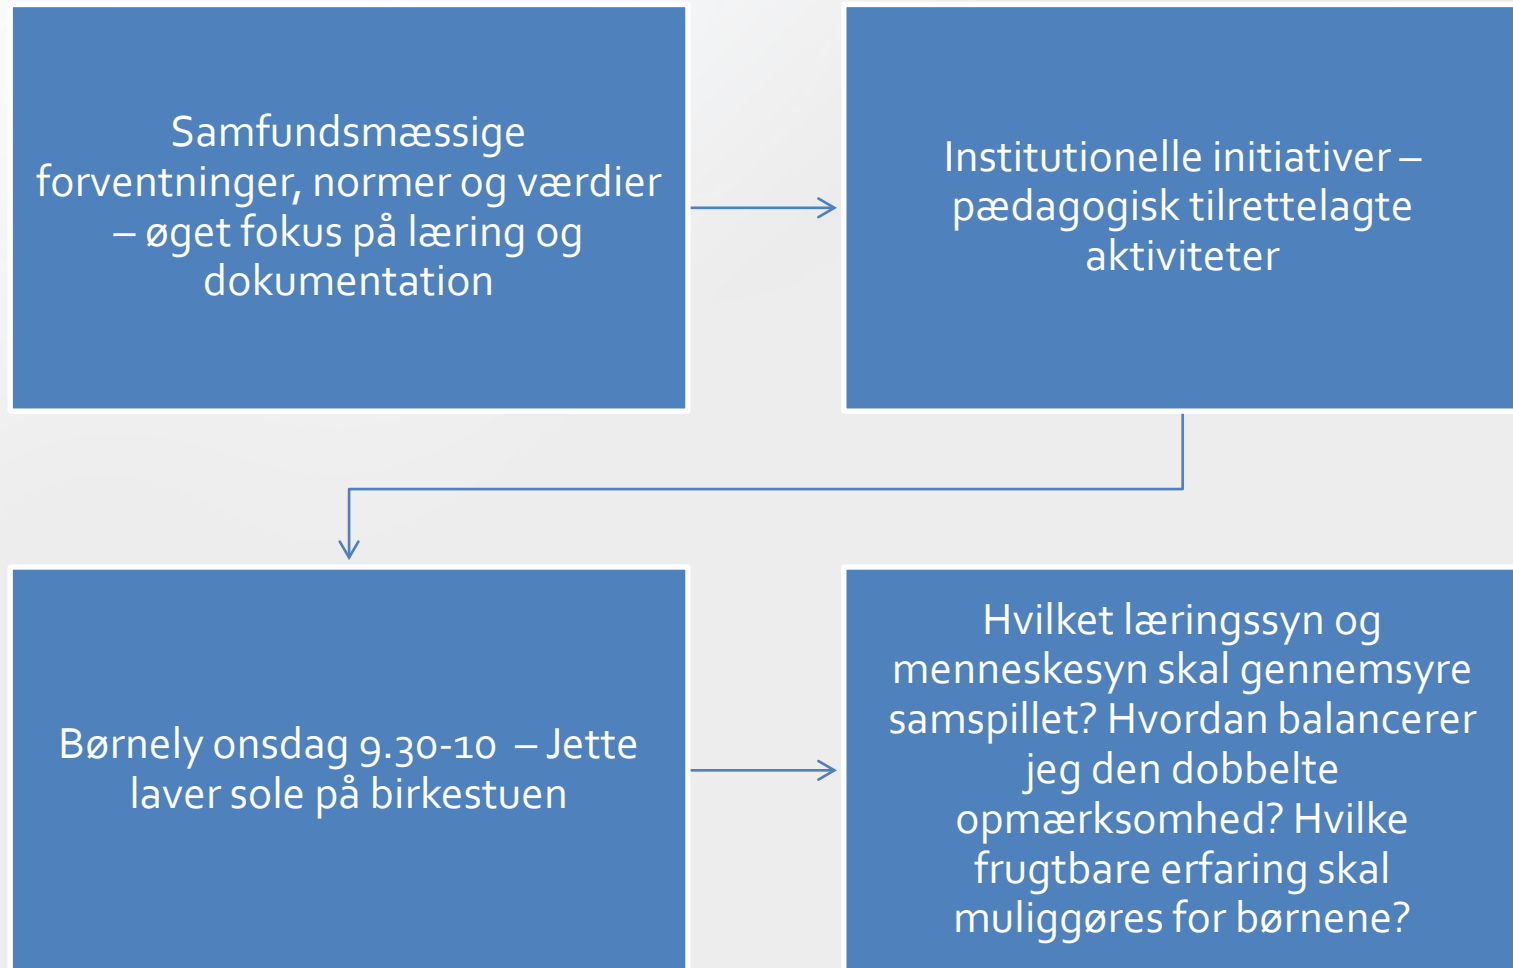 Samfundsmæssige
forventninger, normer og værdier
– øget fokus på læring og
dokumentation
Institutionelle initiativer –
pædagogisk tilrettelagte
aktiviteter
Børnely onsdag 9.30-10 – Jette
laver sole på birkestuen
Hvilket læringssyn og
menneskesyn skal gennemsyre
samspillet? Hvordan balancerer
jeg den dobbelte
opmærksomhed? Hvilke
frugtbare erfaring skal
muliggøres for børnene?